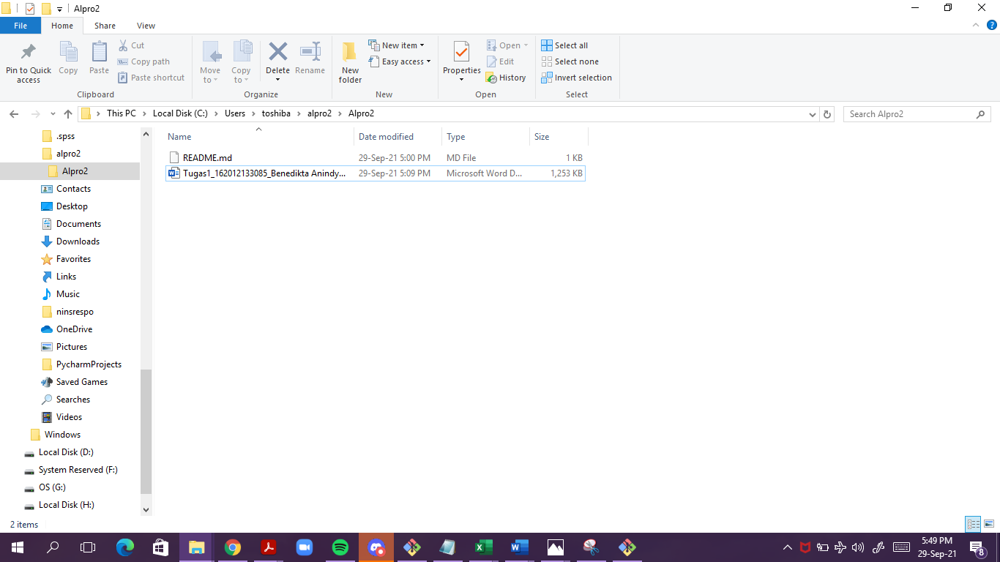 Alpro2
File Home Share View
Pin to Quick access
Copy
Paste
Cut
Copy path
Paste shortcut
Clipboard
Move to
Copy to
Delete
Rename
Organize
New folder
New item
Easy access
New
Properties
Open
Edit
History
Open
Select all
Select none
Invert selection
Select
This PC Local Disk (C:) Users toshiba alpro2 Alpro2
Search Alpro2
.spss
alpro2
Alpro2
Contacts
Desktop
Documents
Downloads
Favorites
Links
Music
ninsrespo
OneDrive
Pictures
PycharmProjects
Saved Games
Searches
Videos
Windows
Local Disk (D:)
System Reserved (F:)
OS (G:)
Local Disk (H:)
Name Date modified Type Size
README.md 29-Sep-21 5:00 PM MD File 1 KB
Tugas1_162012133085_Benedikta Anindy... 29-Sep-21 5:09 PM Microsoft Word D... 1,253 KB
2 items
5:49 PM
29-Sep-21
8